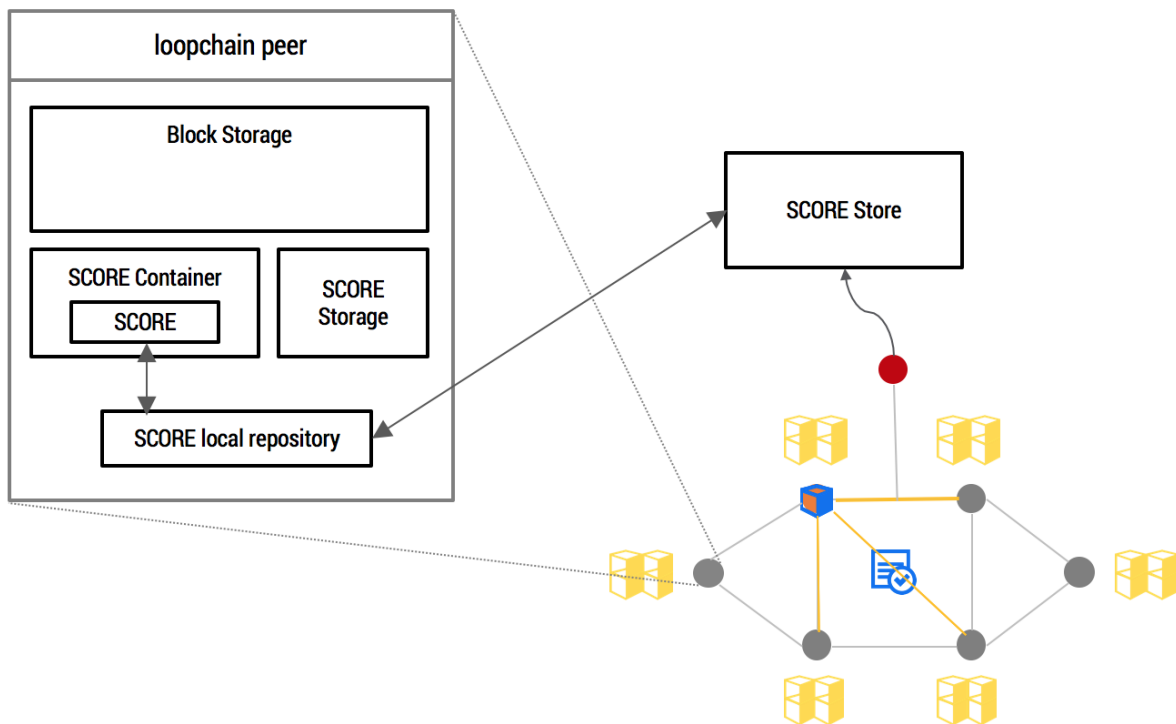 loopchain peer
Block Storage
SCORE Container
SCORE
SCORE
Storage
SCORE local repository
SCORE Store